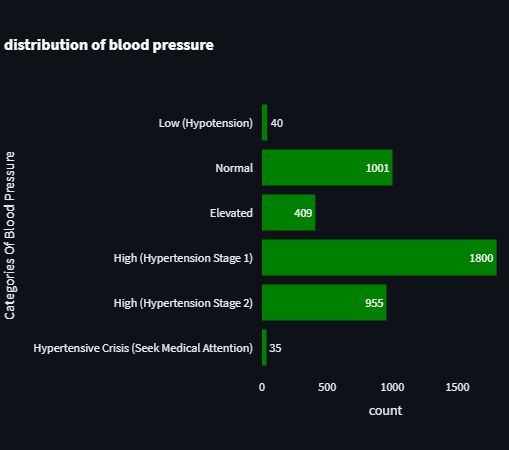 distribution of blood pressure
Categories Of Blood Pressure
Low (Hypotension) 40
Normal 1001
Elevated 409
High (Hypertension Stage 1) 1800
High (Hypertension Stage 2) 955
Hypertensive Crisis (Seek Medical Attention) 35
0 500 1000 1500
count